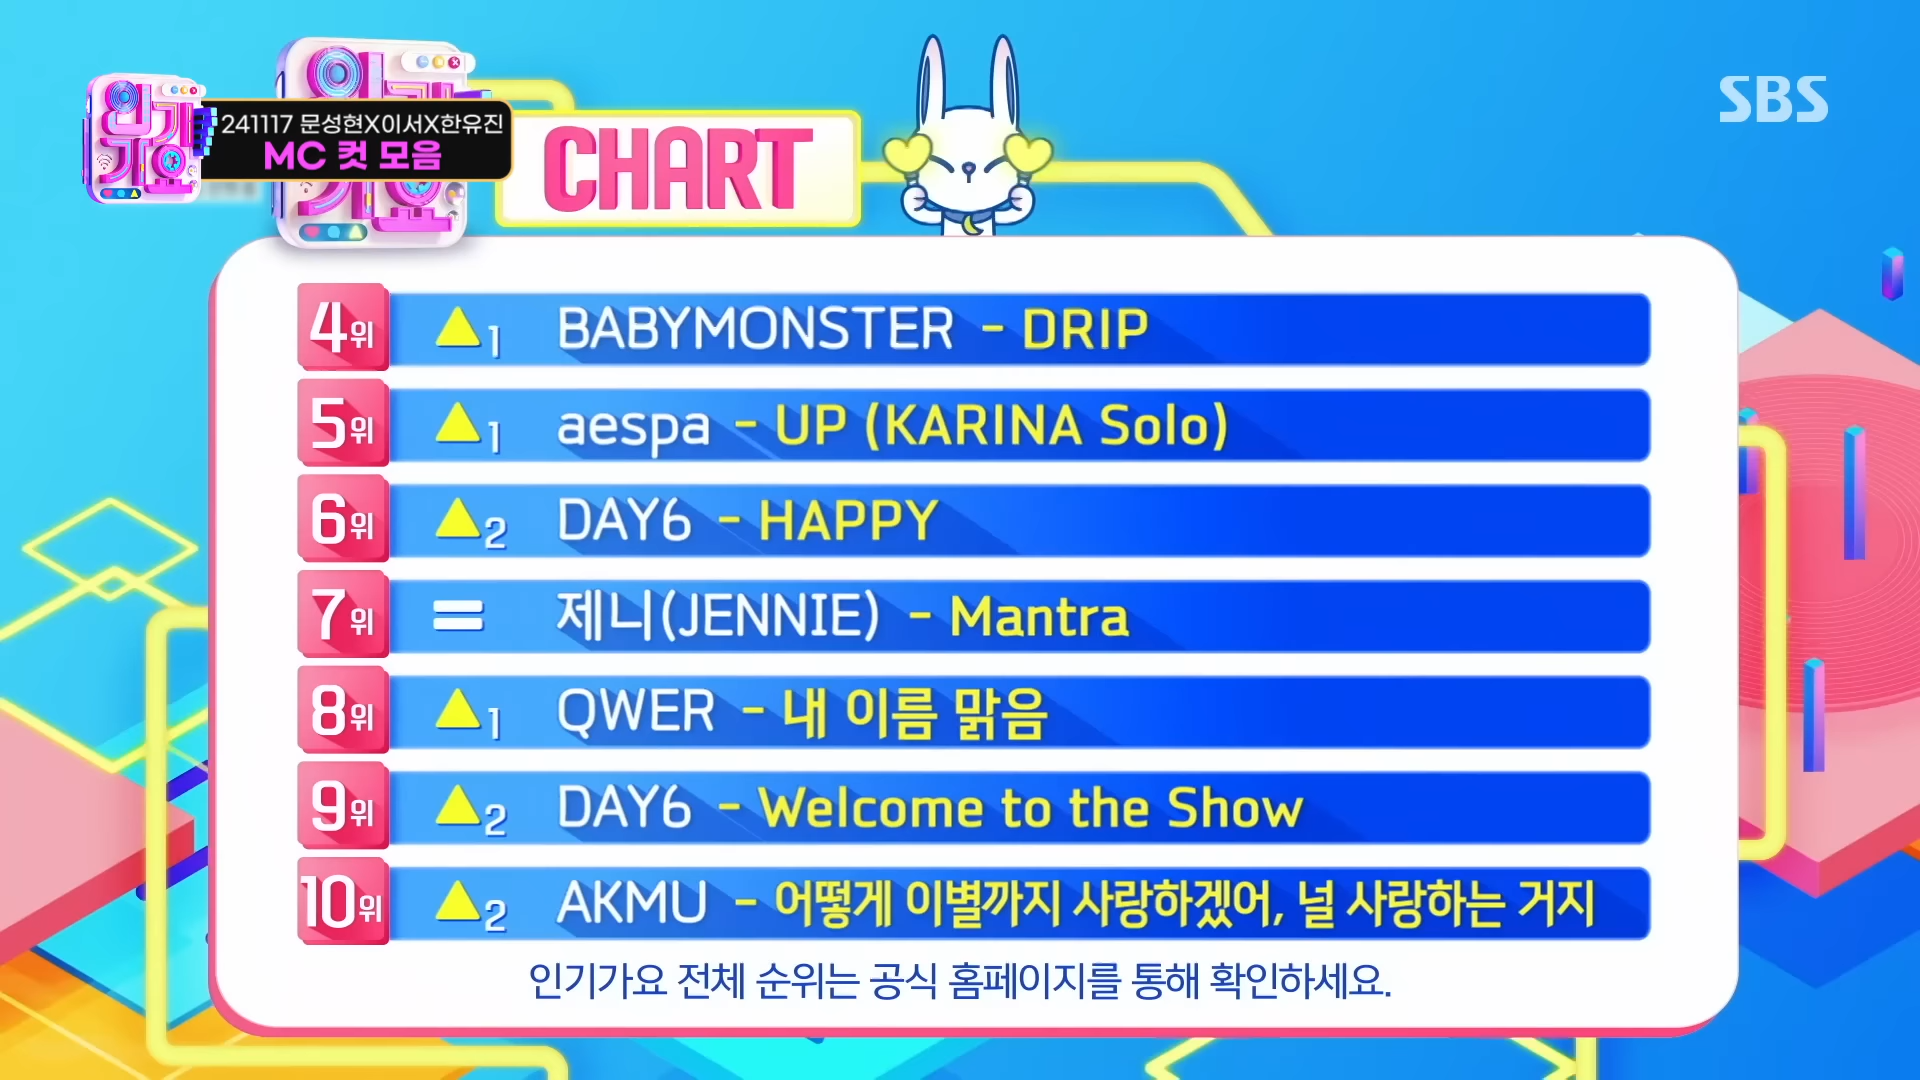 241117 문성현X이서X한유진
MC 컷 모음
인기가요
CHART
SBS
4위 ▲1 BABYMONSTER - DRIP
5위 ▲1 aespa - UP (KARINA Solo)
6위 ▲2 DAY6 - HAPPY
7위 = 제니(JENNIE) - Mantra
8위 ▲1 QWER - 내 이름 맑음
9위 ▲2 DAY6 - Welcome to the Show
10위 ▲2 AKMU - 어떻게 이별까지 사랑하겠어, 널 사랑하는 거지
인기가요 전체 순위는 공식 홈페이지를 통해 확인하세요.